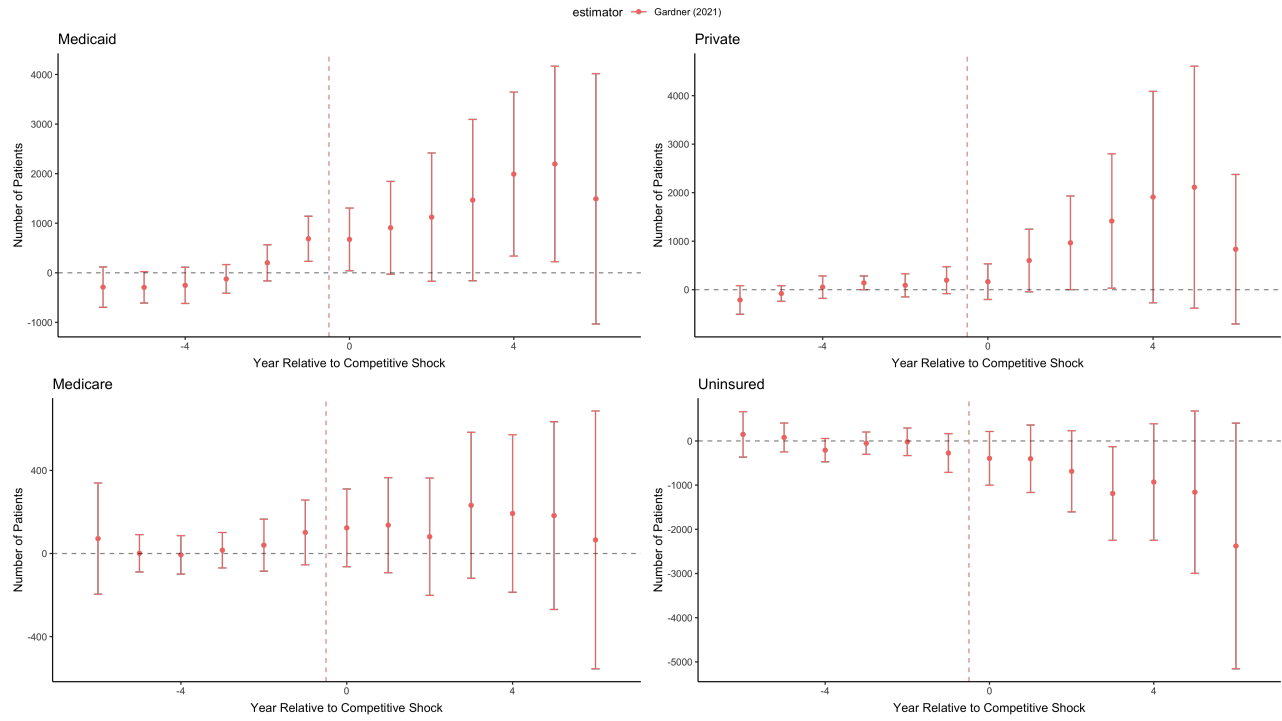 estimator Gardner (2021)
Medicaid
Number of Patients
4000
3000
2000
1000
0
-1000
-4 0 4
Year Relative to Competitive Shock
Private
Number of Patients
4000
3000
2000
1000
0
-4 0 4
Year Relative to Competitive Shock
Medicare
Number of Patients
400
0
-400
-4 0 4
Year Relative to Competitive Shock
Uninsured
Number of Patients
0
-1000
-2000
-3000
-4000
-5000
-4 0 4
Year Relative to Competitive Shock